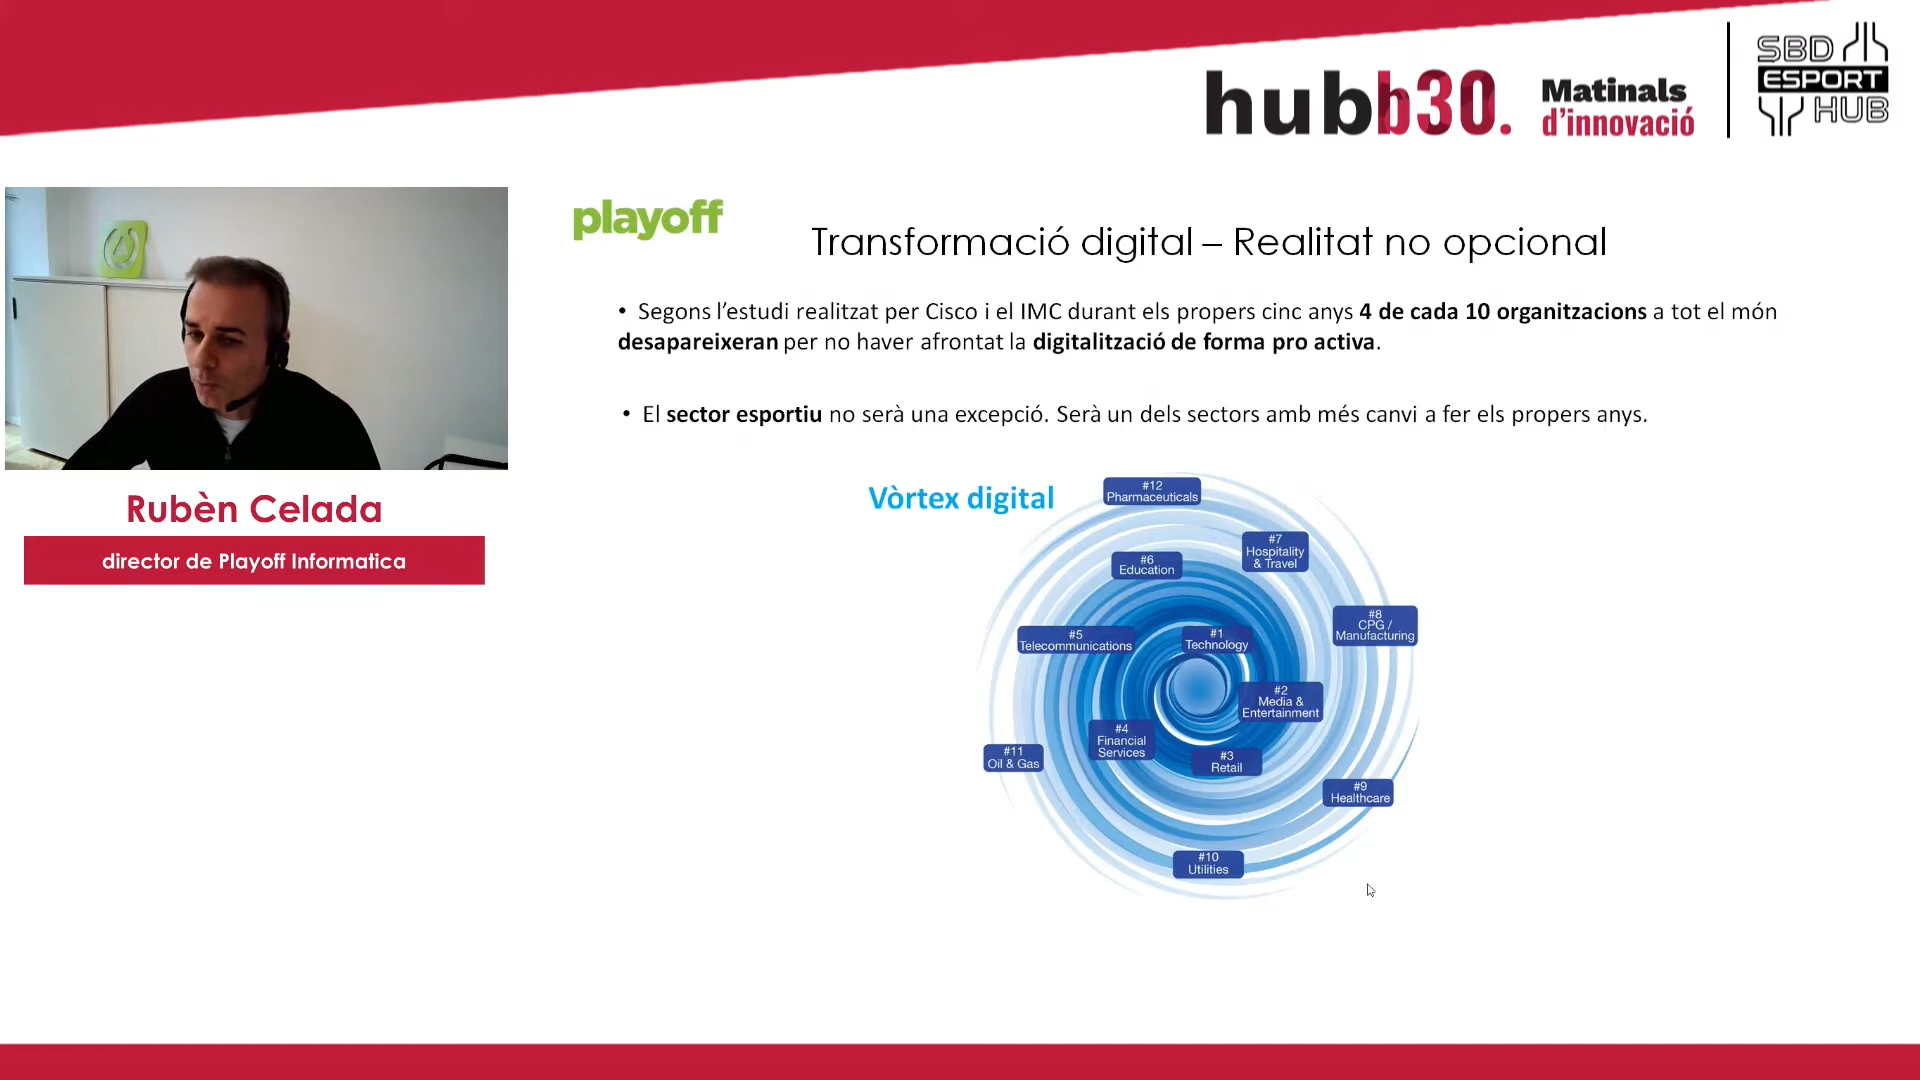 hubb30.
Matinals
d'innovació
SBD
ESPORT
HUB
playoff
Transformació digital – Realitat no opcional
• Segons l'estudi realitzat per Cisco i el IMC durant els propers cinc anys 4 de cada 10 organitzacions a tot el món
desapareixeran per no haver afrontat la digitalització de forma pro activa.
• El sector esportiu no serà una excepció. Serà un dels sectors amb més canvi a fer els propers anys.
Rubèn Celada
director de Playoff Informatica
Vòrtex digital
#12
Pharmaceuticals
#7
Hospitality
& Travel
#6
Education
#8
CPG /
Manufacturing
#5
Telecommunications
#1
Technology
#2
Media &
Entertainment
#4
Financial
Services
#3
Retail
#11
Oil & Gas
#9
Healthcare
#10
Utilities